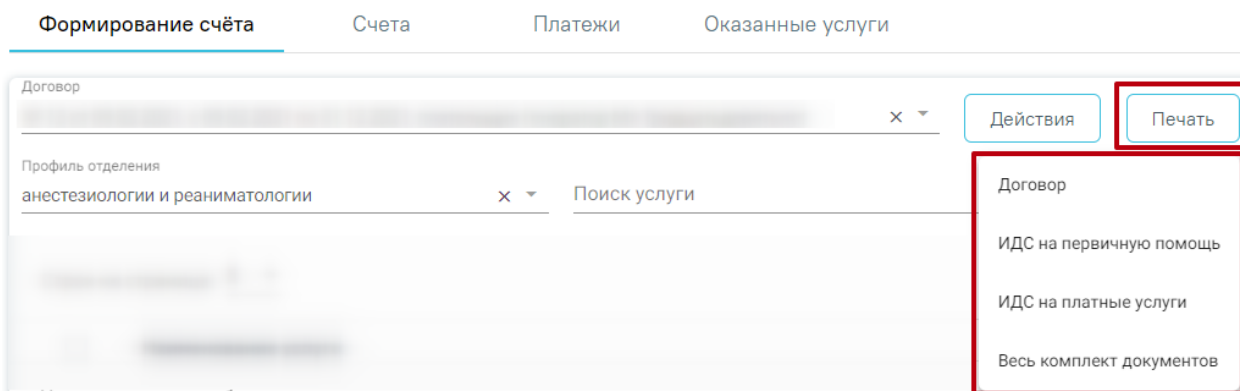 Формирование счёта Счета Платежи Оказанные услуги
Договор
Действия Печать
Профиль отделения
анестезиологии и реаниматологии Поиск услуги
Договор
ИДС на первичную помощь
ИДС на платные услуги
Весь комплект документов